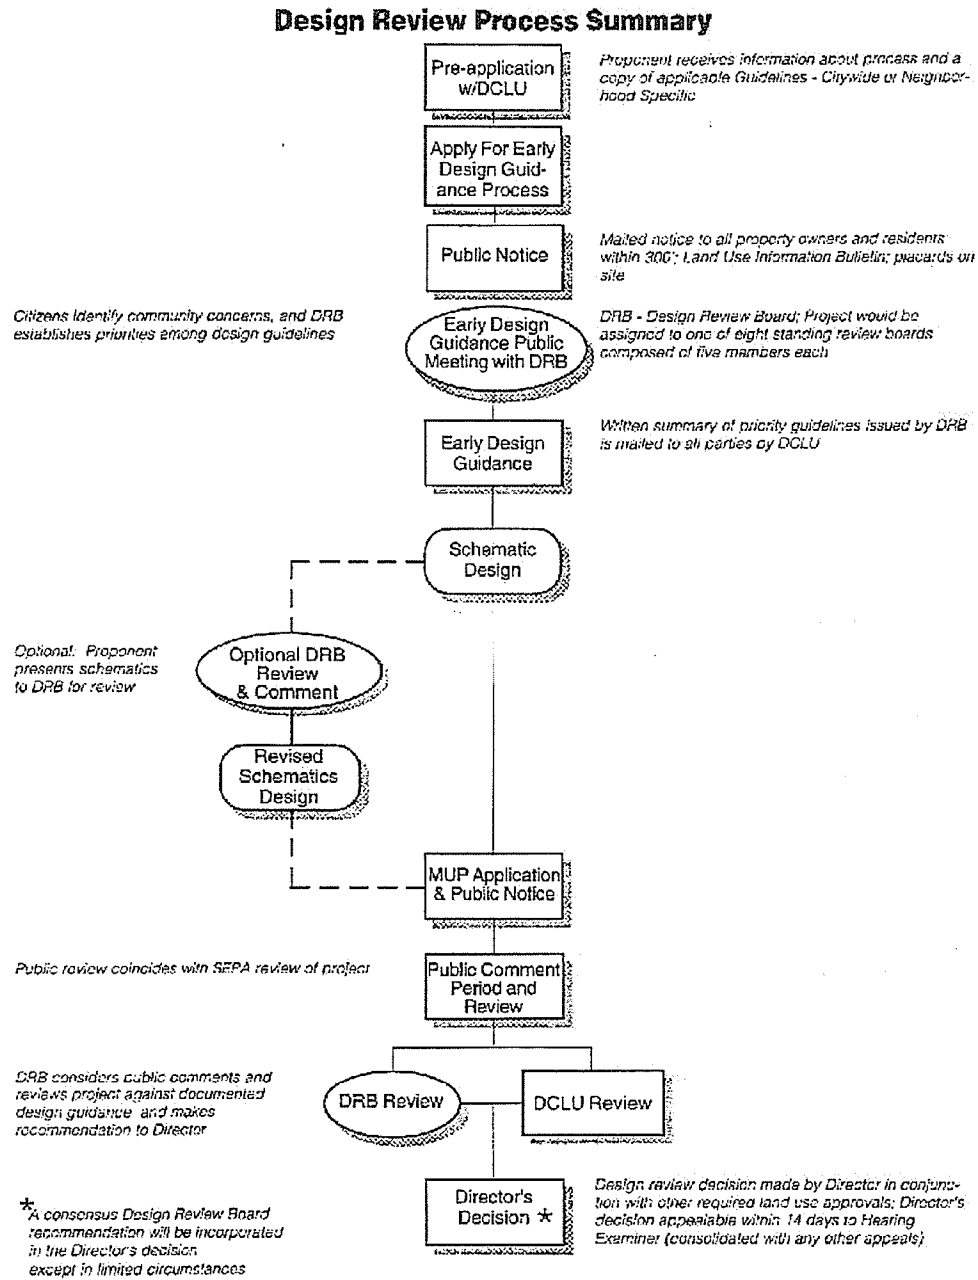 Design Review Process Summary
Pre-application
w/DCLU
Proponent receives information about process and a
copy of applicable Guidelines - Citywide or Neighbor-
hood Specific
Apply For Early
Design Guid-
ance Process
Public Notice
Mailed notice to all property owners and residents
within 300'; Land Use Information Bulletin; placards on
site
Citizens identify community concerns, and DRB
establishes priorities among design guidelines
Early Design
Guidance Public
Meeting with DRB
DRB - Design Review Board; Project would be
assigned to one of eight standing review boards
composed of five members each
Early Design
Guidance
Written summary of priority guidelines issued by DRB
is mailed to all parties by DCLU
Schematic
Design
Optional: Proponent
presents schematics
to DRB for review
Optional DRB
Review
& Comment
Revised
Schematics
Design
MUP Application
& Public Notice
Public review coincides with SEPA review of project
Public Comment
Period and
Review
DRB considers public comments and
reviews project against documented
design guidance and makes
recommendation to Director
DRB Review
DCLU Review
Director's
Decision *
Design review decision made by Director in conjunc-
tion with other required land use approvals; Director's
decision appealable within 14 days to Hearing
Examiner (consolidated with any other appeals)
*A consensus Design Review Board
recommendation will be incorporated
in the Director's decision
except in limited circumstances